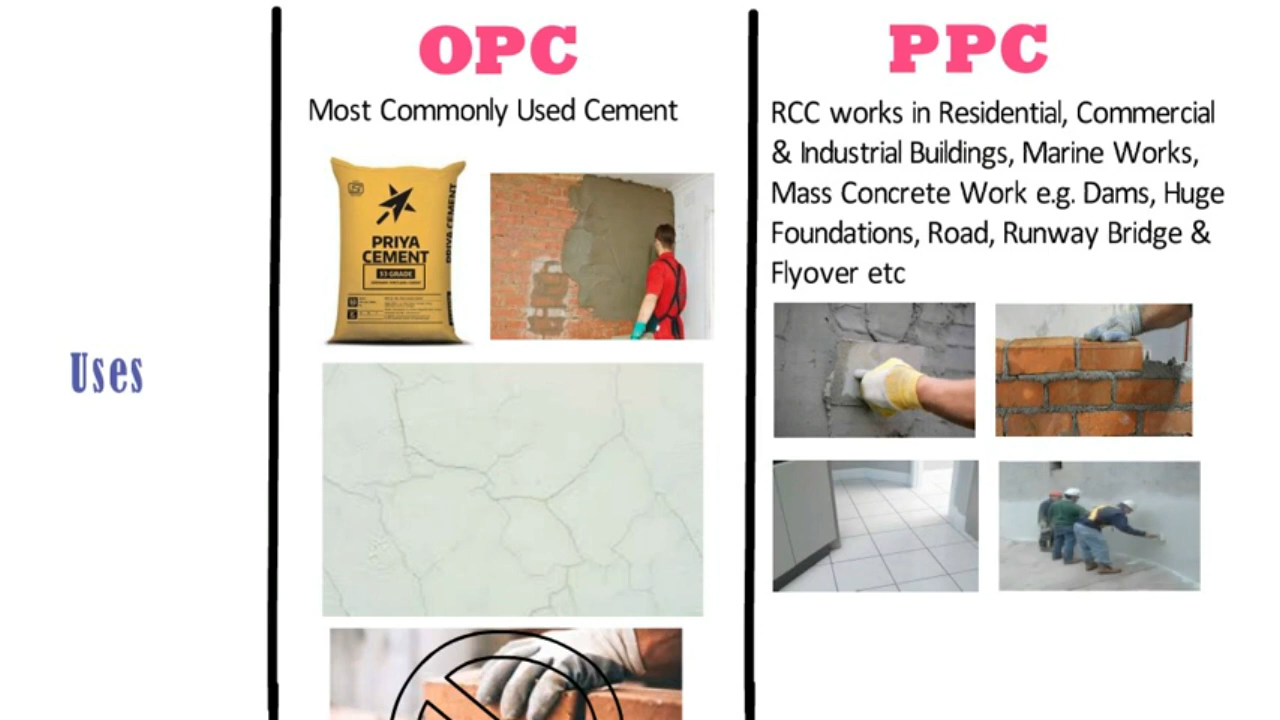 OPC
PPC
Most Commonly Used Cement
RCC works in Residential, Commercial
& Industrial Buildings, Marine Works,
Mass Concrete Work e.g. Dams, Huge
Foundations, Road, Runway Bridge &
Flyover etc
PRIYA
CEMENT
53 GRADE
PRIYA CEMENT
Uses